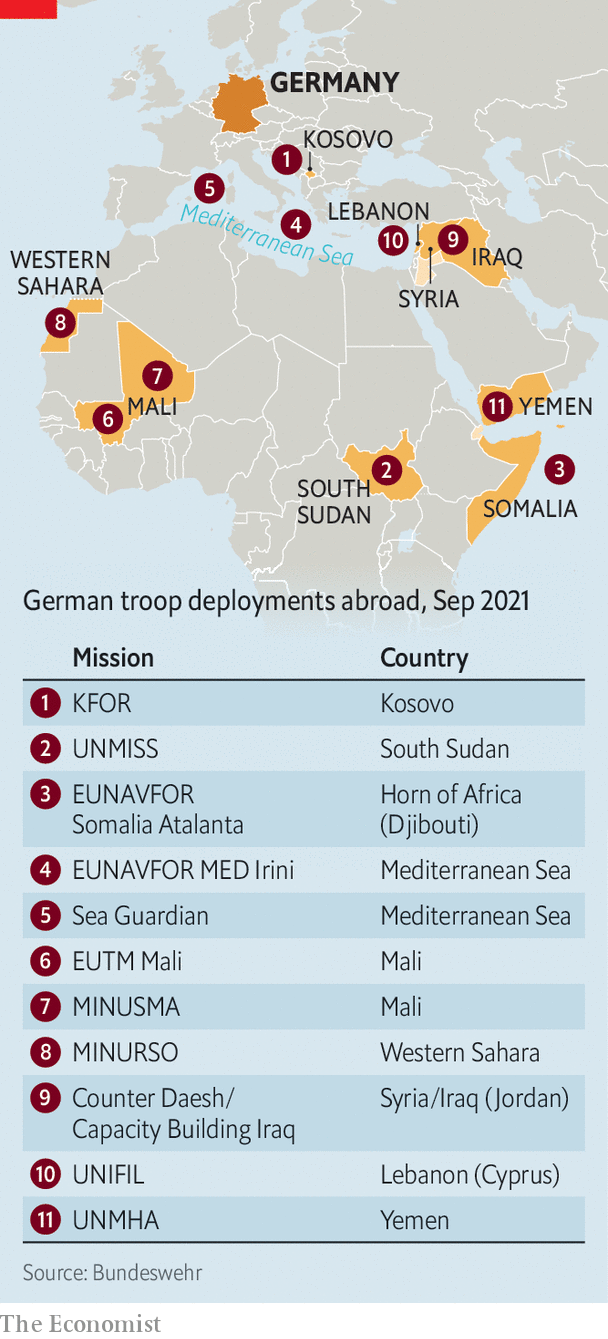 GERMANY
KOSOVO
1
5
Mediterranean Sea
4
LEBANON
10
9
IRAQ
SYRIA
WESTERN
SAHARA
8
7
MALI
6
11
YEMEN
2
3
SOUTH
SUDAN
SOMALIA
German troop deployments abroad, Sep 2021
Mission Country
1 KFOR Kosovo
2 UNMISS South Sudan
3 EUNAVFOR Horn of Africa
Somalia Atalanta (Djibouti)
4 EUNAVFOR MED Irini Mediterranean Sea
5 Sea Guardian Mediterranean Sea
6 EUTM Mali Mali
7 MINUSMA Mali
8 MINURSO Western Sahara
9 Counter Daesh/ Syria/Iraq (Jordan)
Capacity Building Iraq
10 UNIFIL Lebanon (Cyprus)
11 UNMHA Yemen
Source: Bundeswehr
The Economist